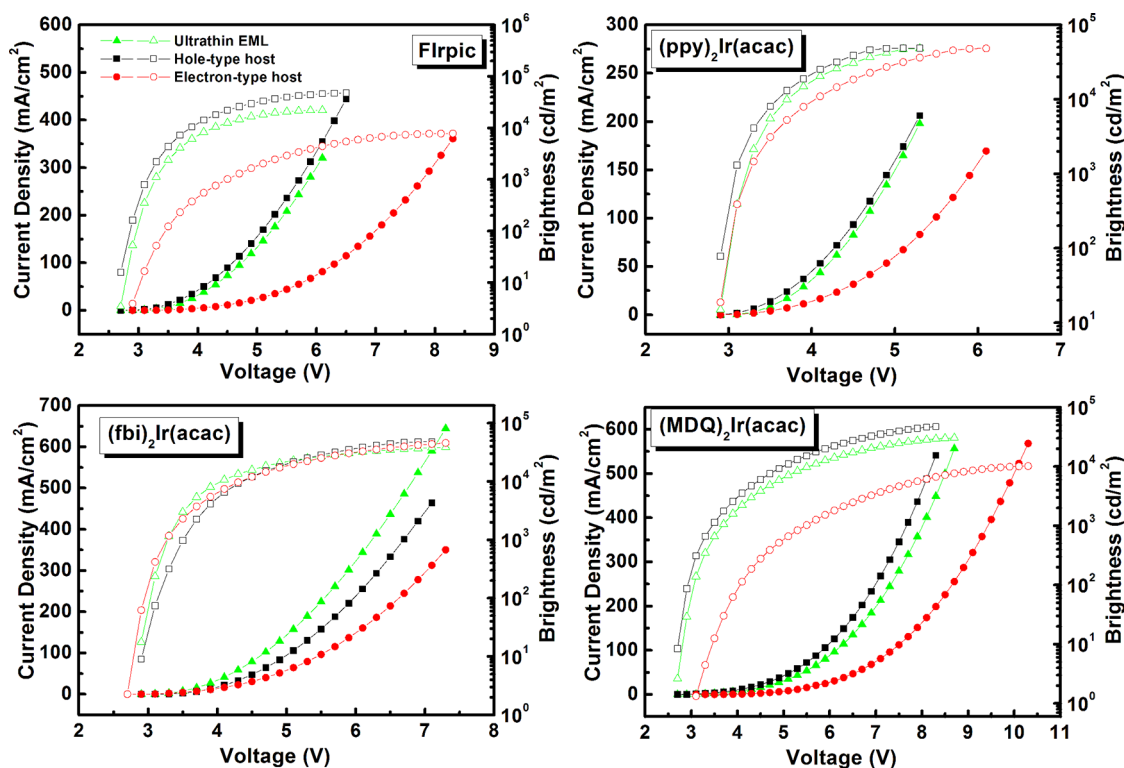 FIrpic
Ultrathin EML
Hole-type host
Electron-type host
Current Density (mA/cm²)
600
500
400
300
200
100
0
Brightness (cd/m²)
10⁶
10⁵
10⁴
10³
10²
10¹
10⁰
2 3 4 5 6 7 8 9
Voltage (V)
(ppy)₂Ir(acac)
Current Density (mA/cm²)
300
250
200
150
100
50
0
Brightness (cd/m²)
10⁵
10⁴
10³
10²
10¹
2 3 4 5 6 7
Voltage (V)
(fbi)₂Ir(acac)
Current Density (mA/cm²)
700
600
500
400
300
200
100
0
Brightness (cd/m²)
10⁵
10⁴
10³
10²
10¹
10⁰
2 3 4 5 6 7 8
Voltage (V)
(MDQ)₂Ir(acac)
Current Density (mA/cm²)
600
500
400
300
200
100
0
Brightness (cd/m²)
10⁵
10⁴
10³
10²
10¹
10⁰
2 3 4 5 6 7 8 9 10 11
Voltage (V)